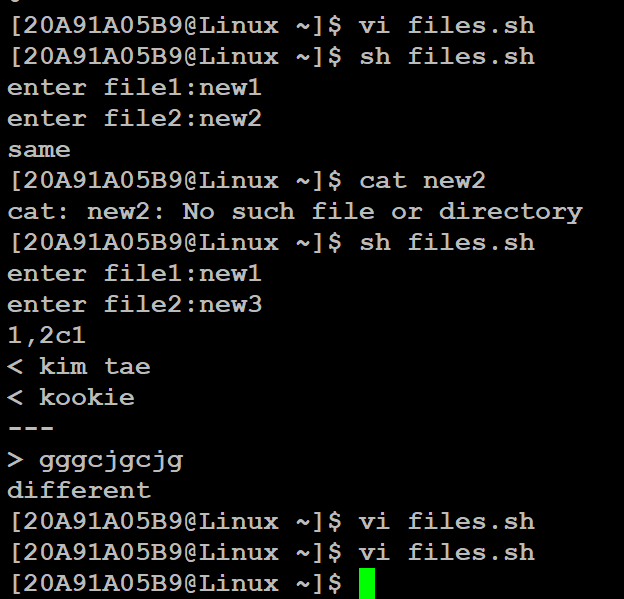 [20A91A05B9@Linux ~]$ vi files.sh
[20A91A05B9@Linux ~]$ sh files.sh
enter file1:new1
enter file2:new2
same
[20A91A05B9@Linux ~]$ cat new2
cat: new2: No such file or directory
[20A91A05B9@Linux ~]$ sh files.sh
enter file1:new1
enter file2:new3
1,2c1
< kim tae
< kookie
---
> gggcjgcjg
different
[20A91A05B9@Linux ~]$ vi files.sh
[20A91A05B9@Linux ~]$ vi files.sh
[20A91A05B9@Linux ~]$